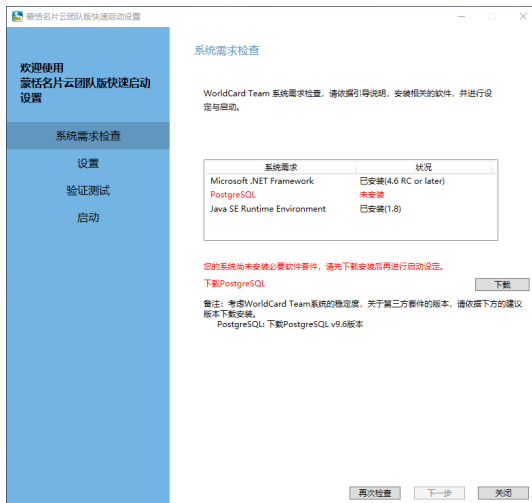 蒙恬名片云团队版快速启动设置
欢迎使用
蒙恬名片云团队版快速启动
设置
系统需求检查
设置
验证测试
启动
系统需求检查
WorldCard Team 系统需求检查，请依据引导说明，安装相关的软件，并进行设
定与启动。
系统需求 状况
Microsoft .NET Framework 已安装(4.6 RC or later)
PostgreSQL 未安装
Java SE Runtime Environment 已安装(1.8)
您的系统尚未安装必要软件套件，请先下载安装后再进行启动设定。
下载PostgreSQL 下载
备注：考虑WorldCard Team系统的稳定度，关于第三方套件的版本，请依据下方的建议
版本下载安装。
PostgreSQL: 下载PostgreSQL v9.6版本
再次检查 下一步 关闭